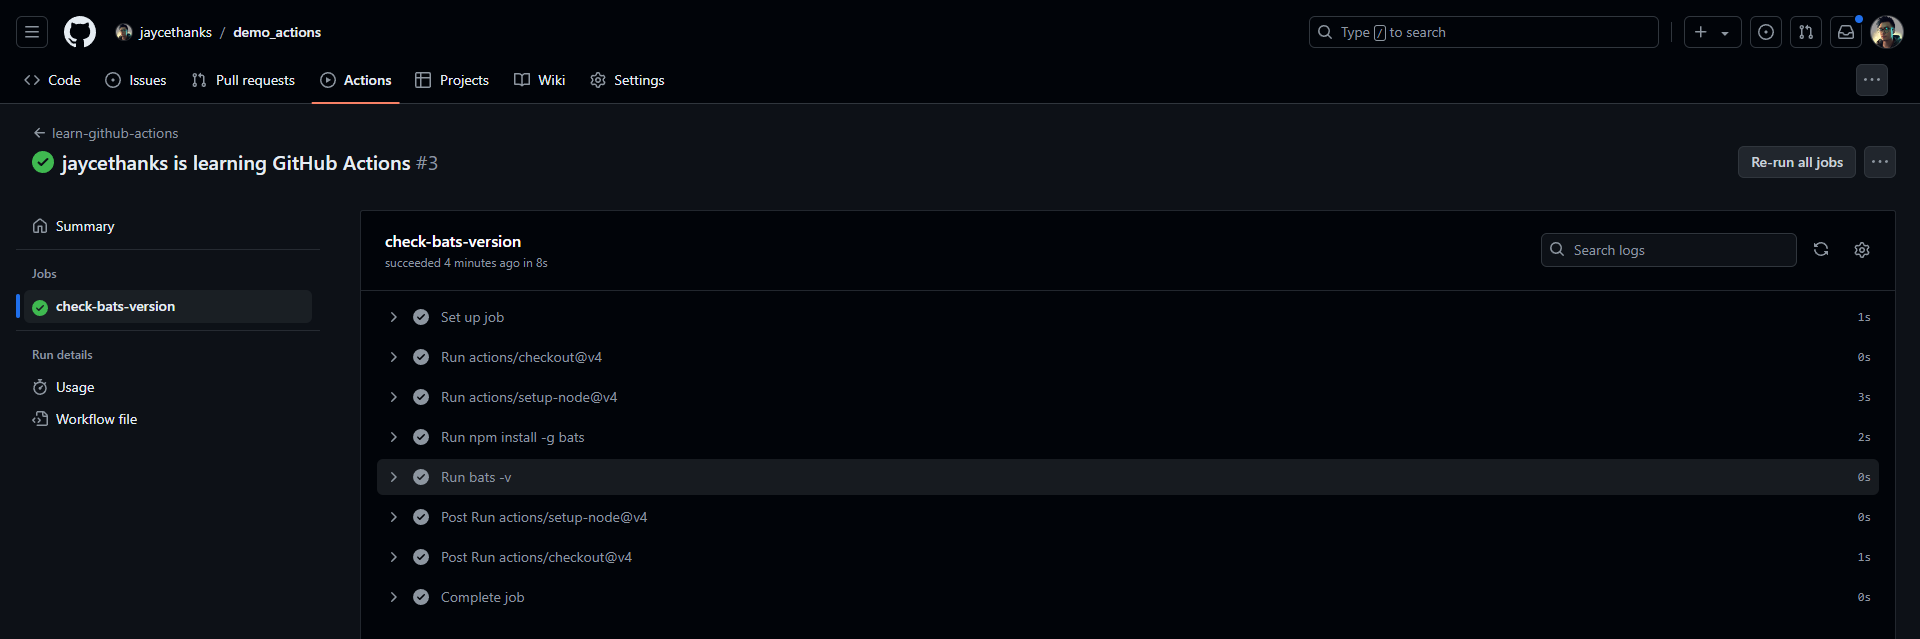 jaycethanks / demo_actions
Type / to search
Code Issues Pull requests Actions Projects Wiki Settings
learn-github-actions
jaycethanks is learning GitHub Actions #3
Re-run all jobs
Summary
Jobs
check-bats-version
Run details
Usage
Workflow file
check-bats-version
succeeded 4 minutes ago in 8s
Search logs
Set up job 1s
Run actions/checkout@v4 0s
Run actions/setup-node@v4 3s
Run npm install -g bats 2s
Run bats -v 0s
Post Run actions/setup-node@v4 0s
Post Run actions/checkout@v4 1s
Complete job 0s